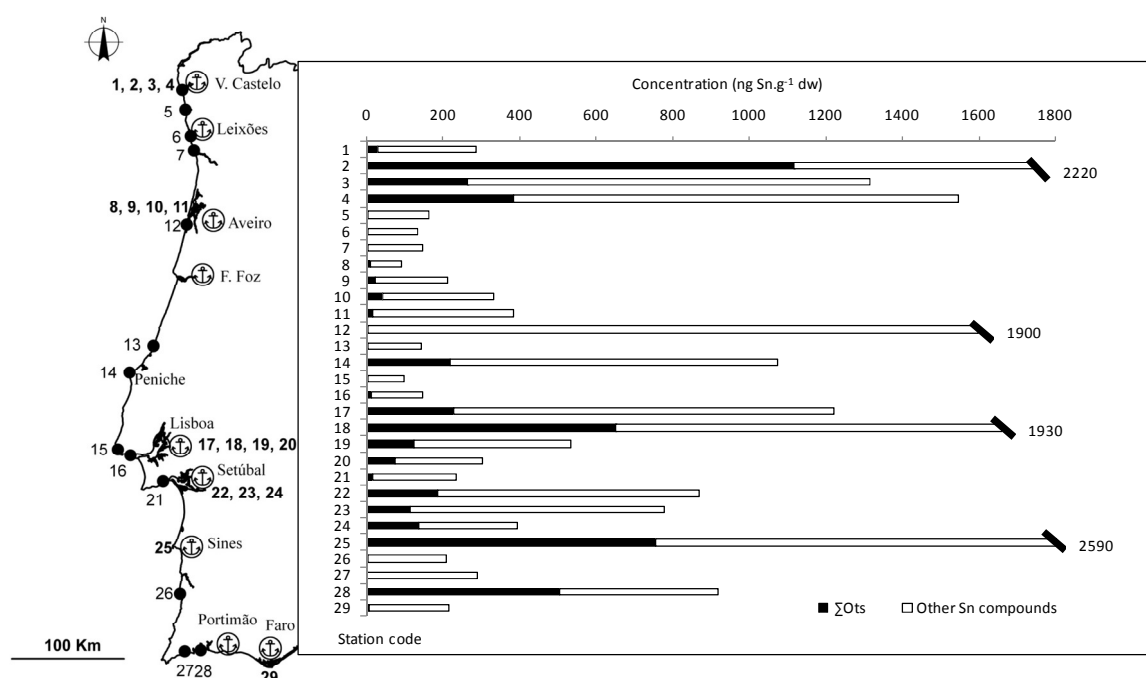 N
1, 2, 3, 4
V. Castelo
5
6
Leixões
7
8, 9, 10, 11
12
Aveiro
F. Foz
13
14
Peniche
Lisboa
15
17, 18, 19, 20
16
Setúbal
21
22, 23, 24
25
Sines
26
Portimão
Faro
100 Km
2728
29
Concentration (ng Sn.g-1 dw)
0 200 400 600 800 1000 1200 1400 1600 1800
1
2
2220
3
4
5
6
7
8
9
10
11
12
1900
13
14
15
16
17
18
1930
19
20
21
22
23
24
25
2590
26
27
28
29
∑Ots
Other Sn compounds
Station code